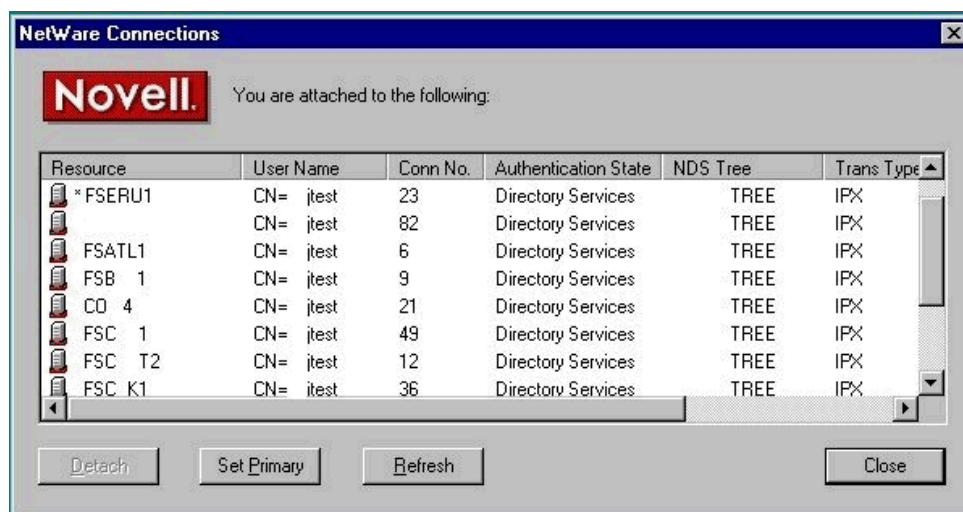 NetWare Connections
Novell. You are attached to the following:
Resource User Name Conn No. Authentication State NDS Tree Trans Type
*FSERU1 CN= jtest 23 Directory Services TREE IPX
CN= jtest 82 Directory Services TREE IPX
FSATL1 CN= jtest 6 Directory Services TREE IPX
FSB 1 CN= jtest 9 Directory Services TREE IPX
CO 4 CN= jtest 21 Directory Services TREE IPX
FSC 1 CN= jtest 49 Directory Services TREE IPX
FSC T2 CN= jtest 12 Directory Services TREE IPX
FSC K1 CN= jtest 36 Directory Services TREE IPX
Detach Set Primary Refresh Close